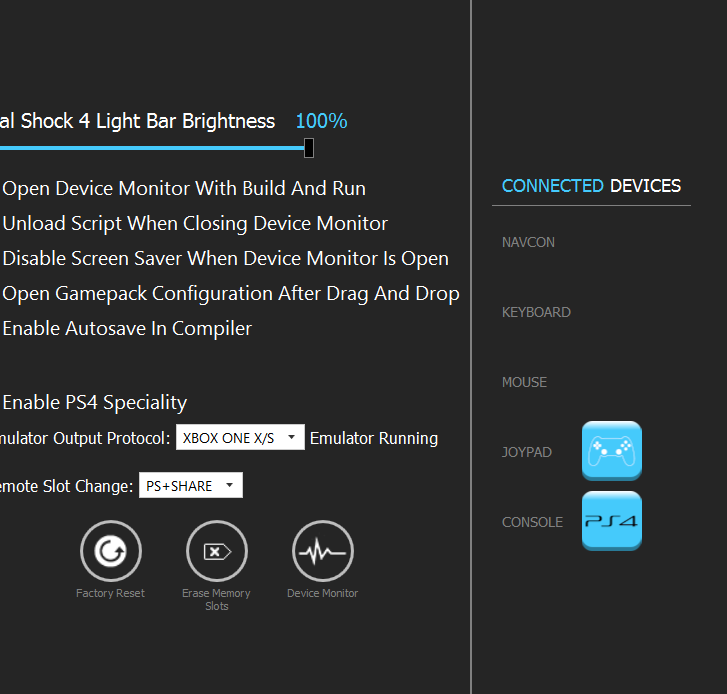 al Shock 4 Light Bar Brightness 100%
Open Device Monitor With Build And Run
Unload Script When Closing Device Monitor
Disable Screen Saver When Device Monitor Is Open
Open Gamepack Configuration After Drag And Drop
Enable Autosave In Compiler
Enable PS4 Speciality
mulator Output Protocol: XBOX ONE X/S Emulator Running
emote Slot Change: PS+SHARE
Factory Reset
Erase Memory
Slots
Device Monitor
CONNECTED DEVICES
NAVCON
KEYBOARD
MOUSE
JOYPAD
CONSOLE PS4